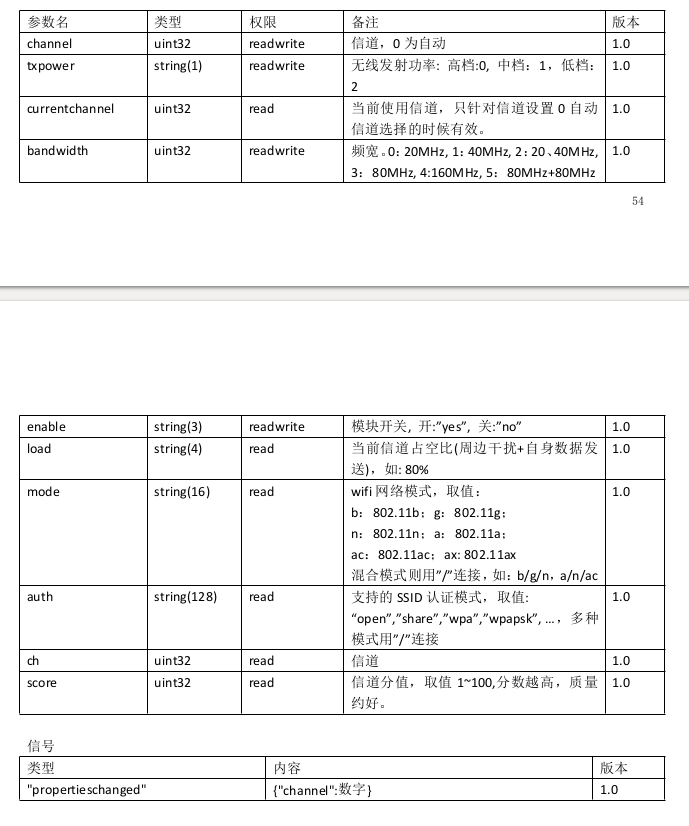 参数名 类型 权限 备注 版本
channel uint32 readwrite 信道，0 为自动 1.0
txpower string(1) readwrite 无线发射功率：高档:0, 中档：1，低档： 1.0
2
currentchannel uint32 read 当前使用信道，只针对信道设置 0 自动 1.0
信道选择的时候有效。
bandwidth uint32 readwrite 频宽。0：20MHz, 1：40MHz, 2：20、40MHz, 1.0
3：80MHz, 4:160MHz, 5：80MHz+80MHz
54
enable string(3) readwrite 模块开关, 开:”yes”, 关:”no” 1.0
load string(4) read 当前信道占空比(周边干扰+自身数据发 1.0
送)，如: 80%
mode string(16) read wifi 网络模式，取值： 1.0
b：802.11b；g：802.11g；
n：802.11n；a：802.11a；
ac：802.11ac；ax: 802.11ax
混合模式则用”/”连接，如：b/g/n，a/n/ac
auth string(128) read 支持的 SSID 认证模式，取值: 1.0
“open”,”share”,”wpa”,”wpapsk”, …，多种
模式用”/”连接
ch uint32 read 信道 1.0
score uint32 read 信道分值，取值 1~100,分数越高，质量 1.0
约好。
信号
类型 内容 版本
"propertieschanged" {"channel":数字} 1.0